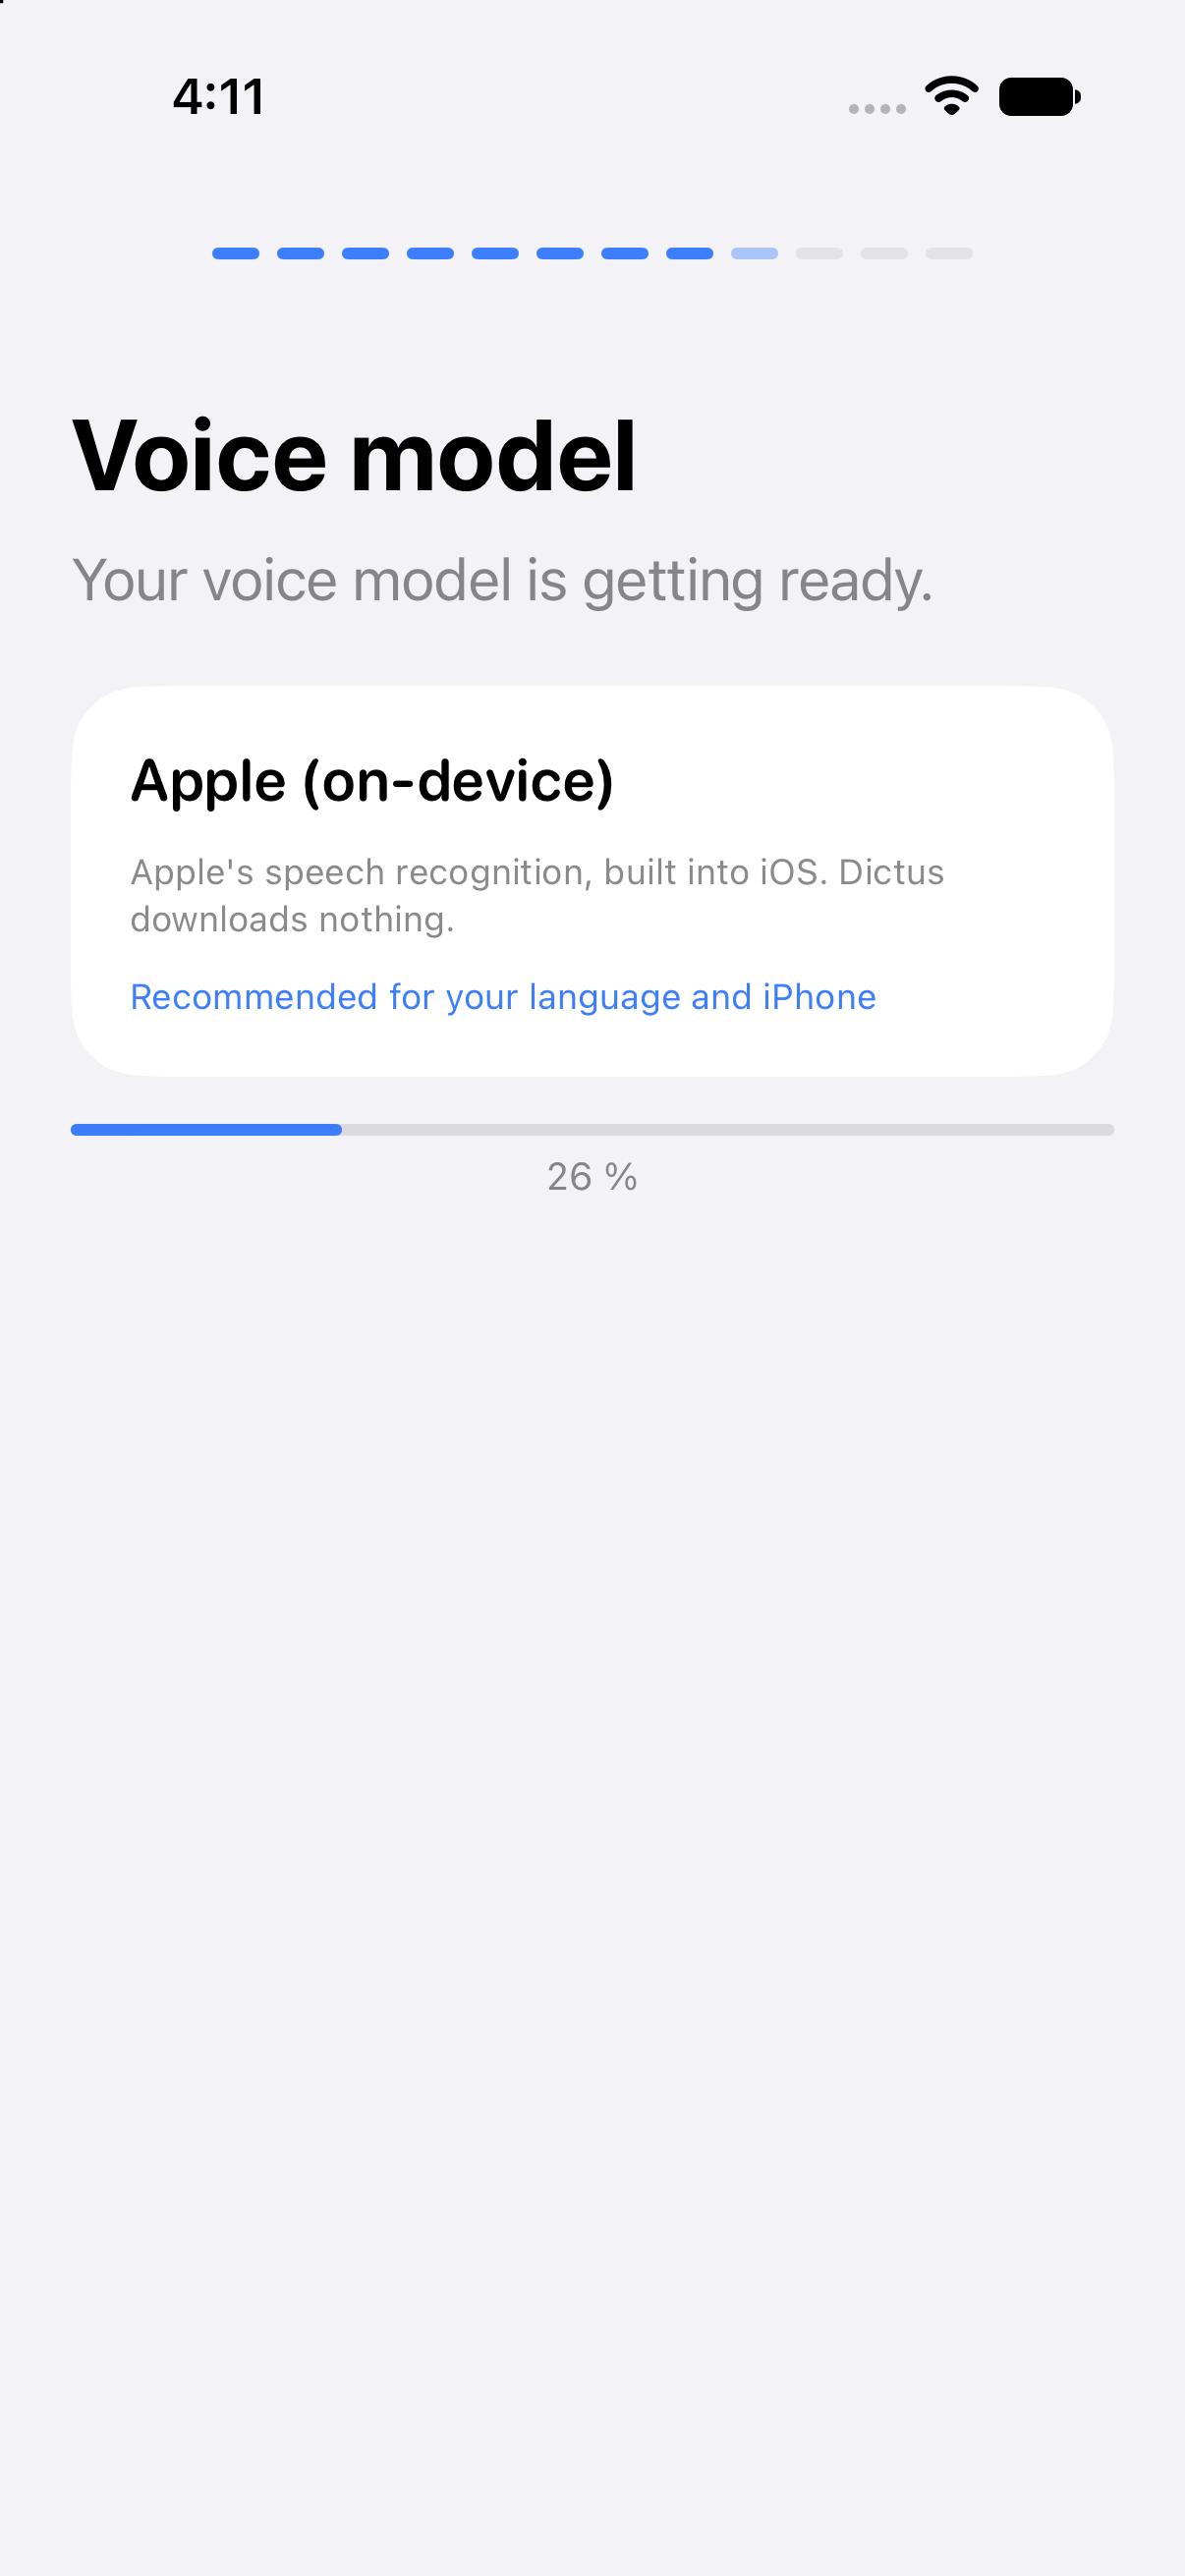 4:11
Voice model
Your voice model is getting ready.
Apple (on-device)
Apple's speech recognition, built into iOS. Dictus
downloads nothing.
Recommended for your language and iPhone
26 %